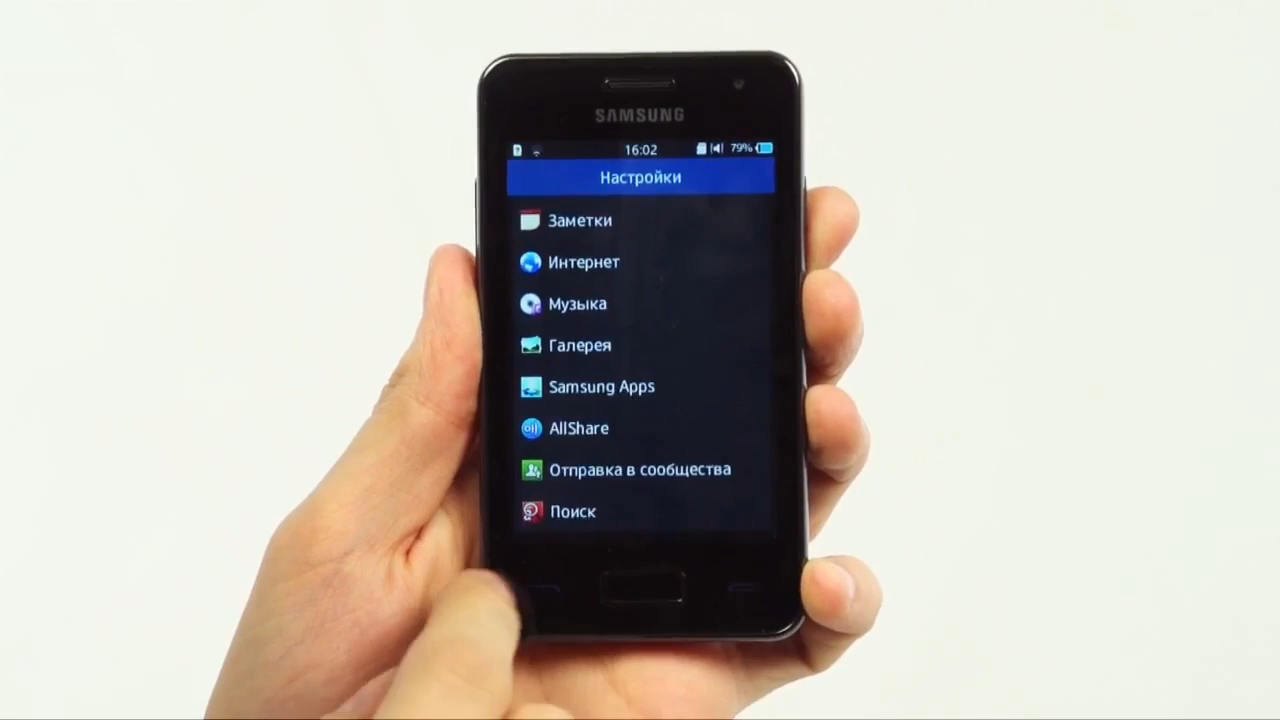 SAMSUNG
16:02 79%
Настройки
Заметки
Интернет
Музыка
Галерея
Samsung Apps
AllShare
Отправка в сообщества
Поиск